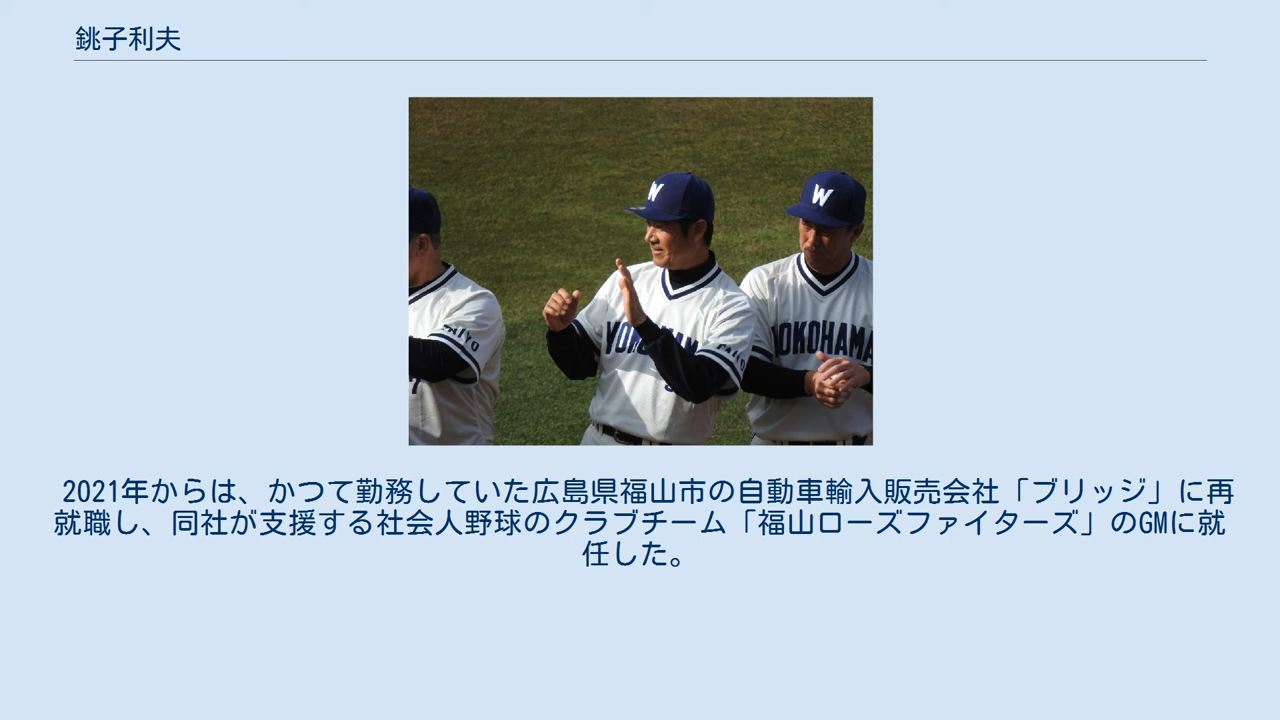 銚子利夫
W
W
TAIYO
YOKOHAMA
TAIYO
YOKOHAMA
7
2021年からは、かつて勤務していた広島県福山市の自動車輸入販売会社「ブリッジ」に再
就職し、同社が支援する社会人野球のクラブチーム「福山ローズファイターズ」のGMに就
任した。